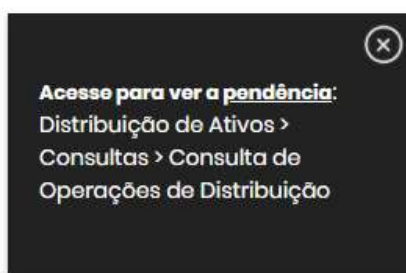 Acesse para ver a pendência:
Distribuição de Ativos >
Consultas > Consulta de
Operações de Distribuição